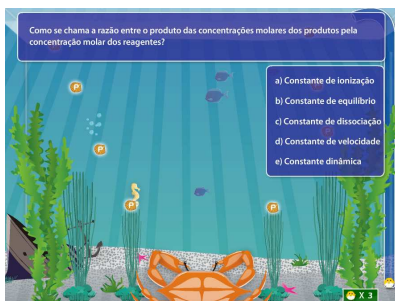 Como se chama a razão entre o produto das concentrações molares dos produtos pela
concentração molar dos reagentes?
a) Constante de ionização
b) Constante de equilíbrio
c) Constante de dissociação
d) Constante de velocidade
e) Constante dinâmica
P
P
P
P
X 3